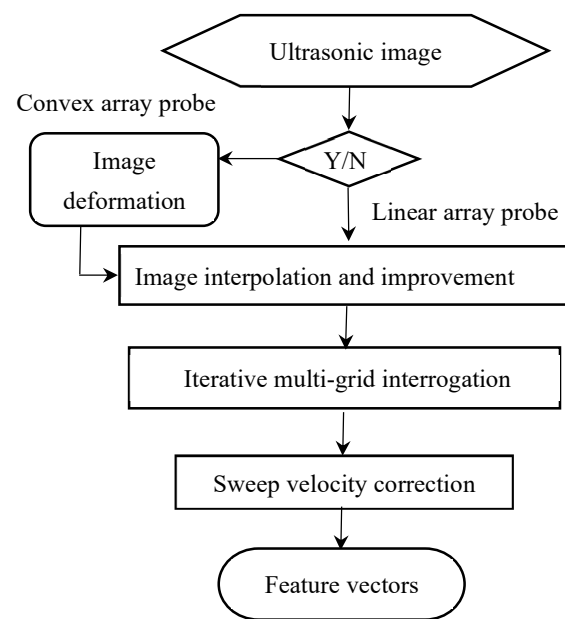 Ultrasonic image
Convex array probe
Y/N
Image
deformation
Linear array probe
Image interpolation and improvement
Iterative multi-grid interrogation
Sweep velocity correction
Feature vectors